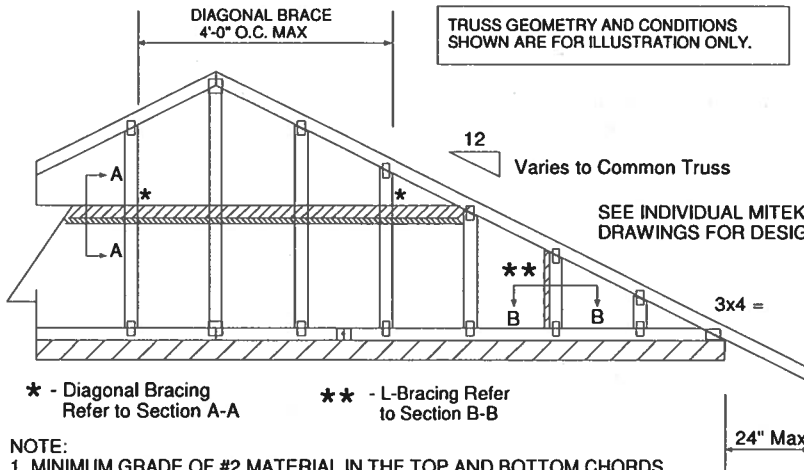 DIAGONAL BRACE
4'-0" O.C. MAX
TRUSS GEOMETRY AND CONDITIONS
SHOWN ARE FOR ILLUSTRATION ONLY.
12
Varies to Common Truss
A
*
*
SEE INDIVIDUAL MITEK
DRAWINGS FOR DESIG
A
**
B
B
3x4 =
* - Diagonal Bracing
Refer to Section A-A
** - L-Bracing Refer
to Section B-B
24" Max
NOTE:
1. MINIMUM GRADE OF #2 MATERIAL IN THE TOP AND BOTTOM CHORDS